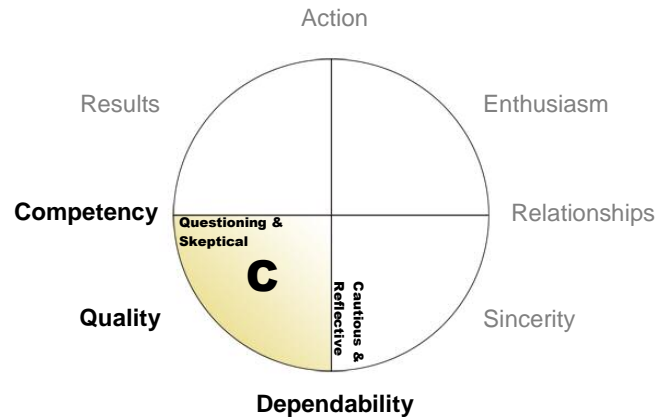 Action
Results
Enthusiasm
Competency
Questioning &
Skeptical
Relationships
C
Cautious &
Reflective
Quality
Sincerity
Dependability